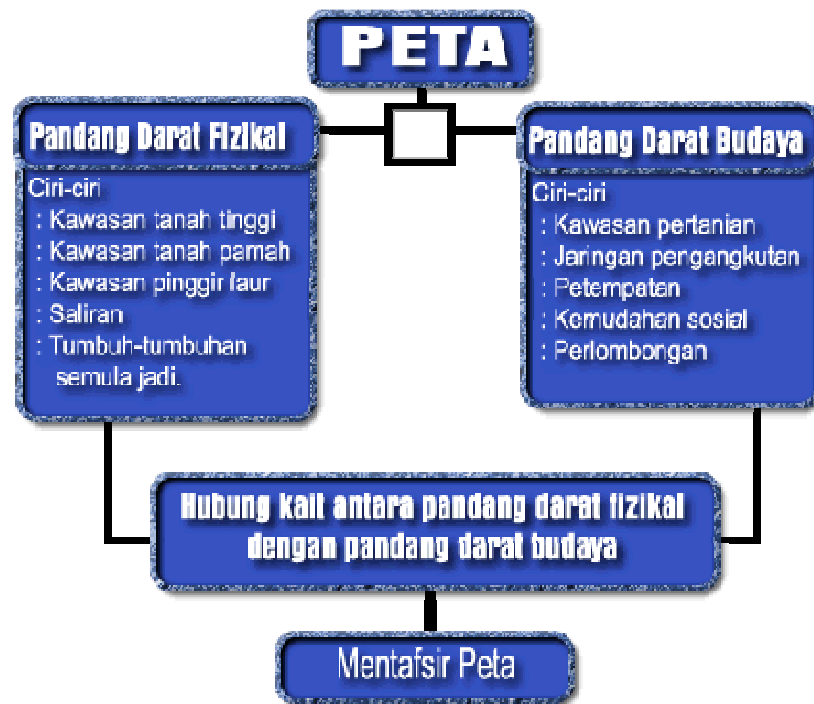 PETA
Pandang Darat Fizikal
Ciri-ciri
: Kawasan tanah tinggi
: Kawasan tanah pamah
: Kawasan pinggir laur
: Saliran
: Tumbuh-tumbuhan
semula jadi.
Pandang Darat Budaya
Ciri-ciri
: Kawasan pertanian
: Jaringan pengangkutan
: Petempatan
: Kemudahan sosial
: Perlombongan
Hubung kait antara pandang darat fizikal
dengan pandang darat budaya
Mentafsir Peta